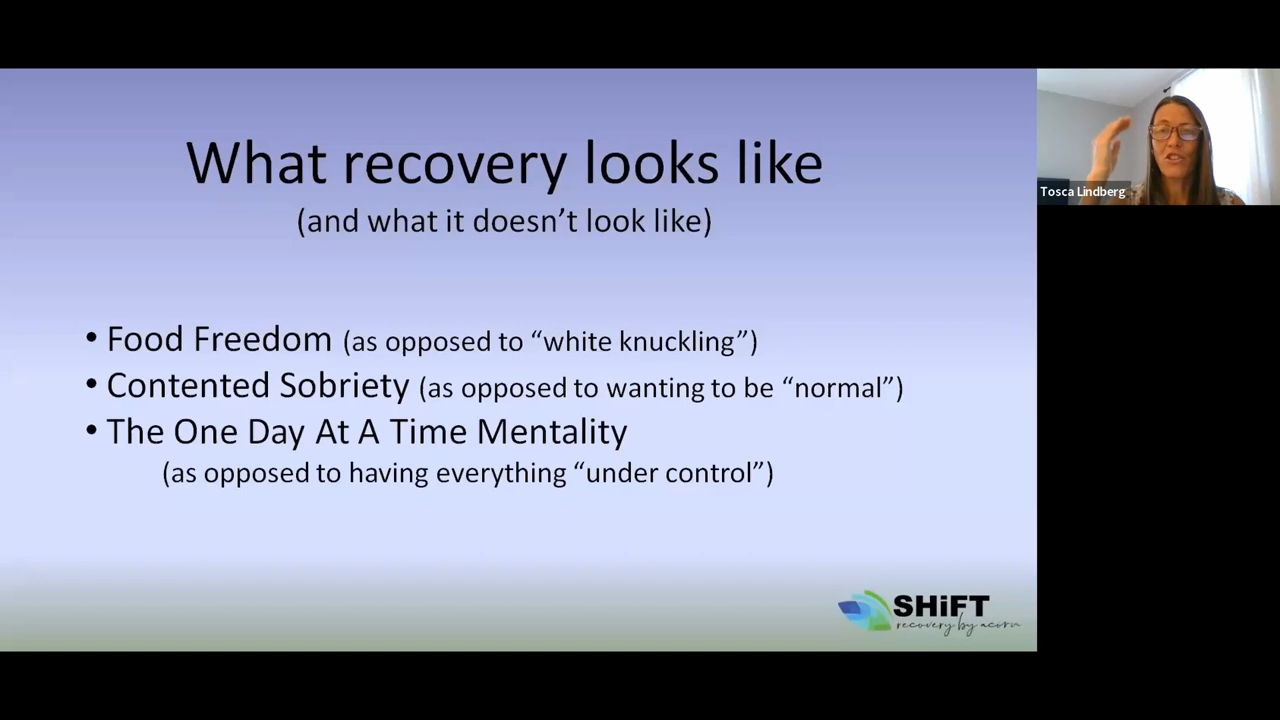 What recovery looks like
(and what it doesn’t look like)
• Food Freedom (as opposed to “white knuckling”)
• Contented Sobriety (as opposed to wanting to be “normal”)
• The One Day At A Time Mentality
(as opposed to having everything “under control”)
SHiFT
recovery by acorn
Tosca Lindberg